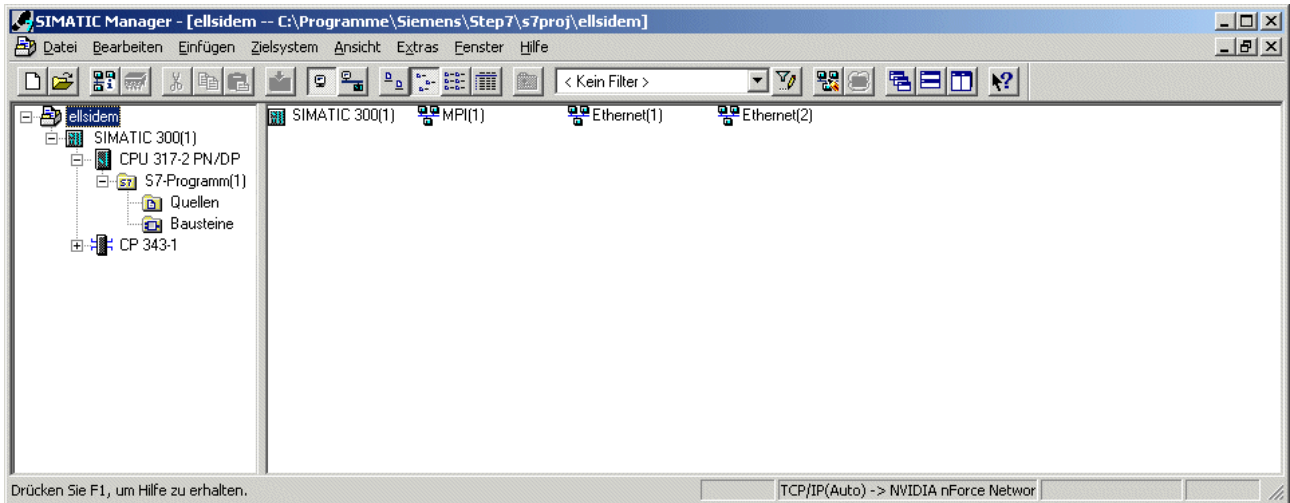 SIMATIC Manager - [ellsidem -- C:\Programme\Siemens\Step7\s7proj\ellsidem]
Datei Bearbeiten Einfügen Zielsystem Ansicht Extras Fenster Hilfe
< Kein Filter >
ellsidem
SIMATIC 300(1)
CPU 317-2 PN/DP
S7-Programm(1)
Quellen
Bausteine
CP 343-1
SIMATIC 300(1) MPI(1) Ethernet(1) Ethernet(2)
Drücken Sie F1, um Hilfe zu erhalten. TCP/IP(Auto) -> NVIDIA nForce Networ